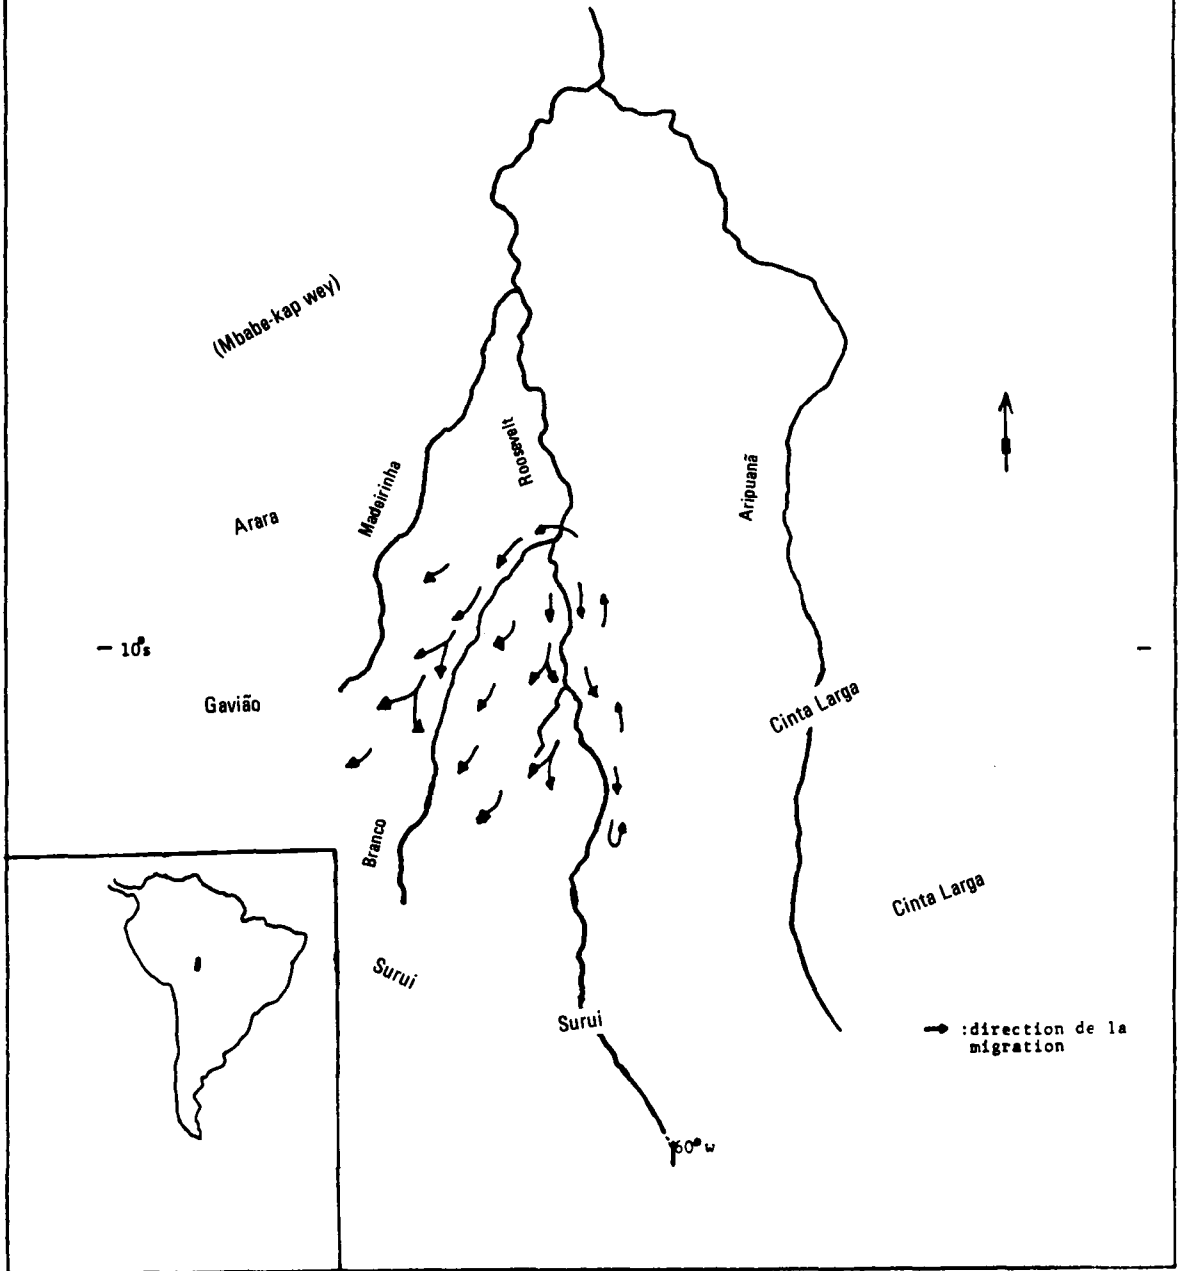 (Mbabe-kap wey)
Roosevelt
Madeirinha
Aripuanã
Arara
– 10°s
–
Gavião
Cinta Larga
Branco
Cinta Larga
Surui
Surui
:direction de la
migration
60° w